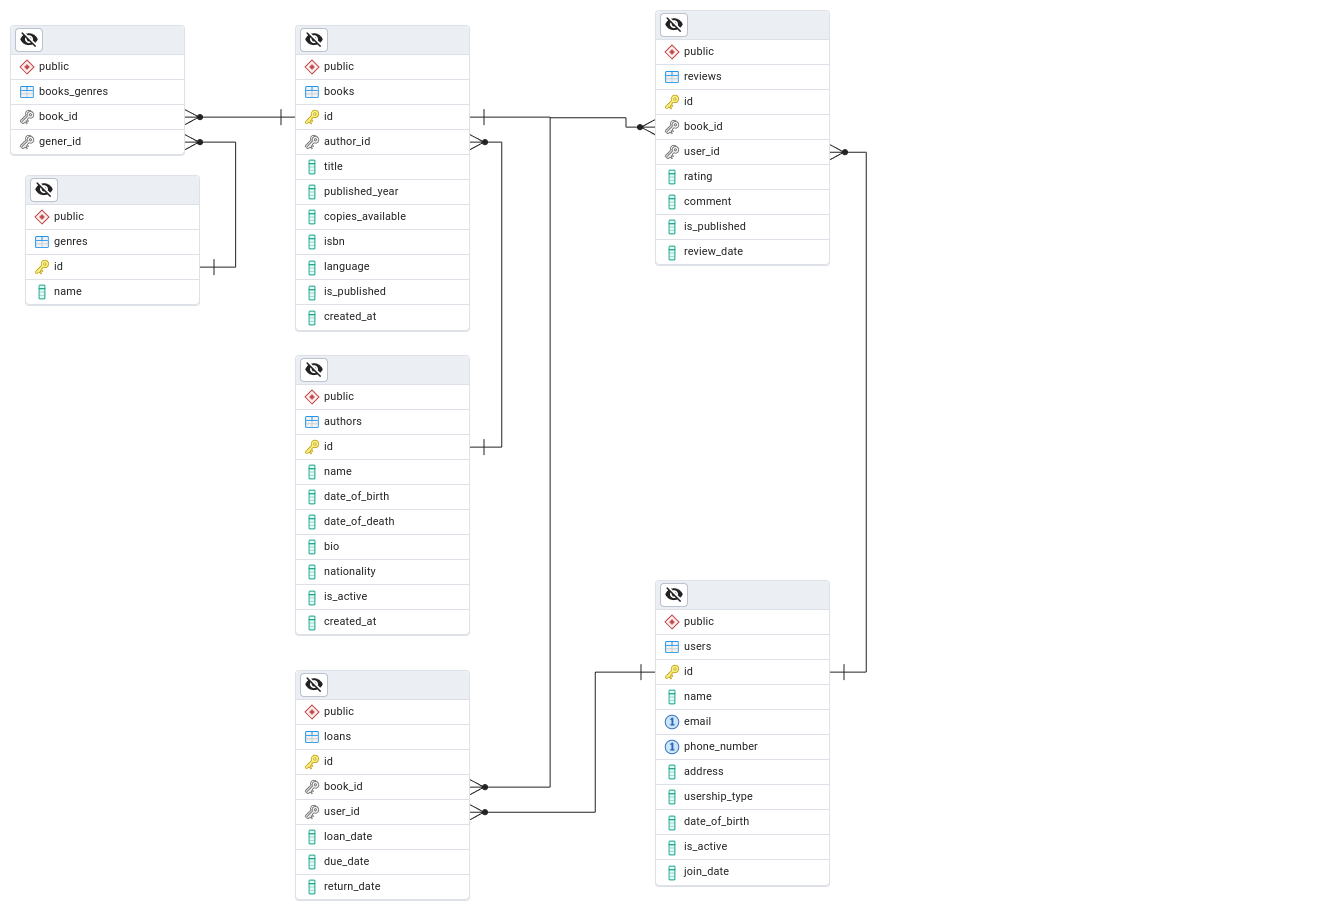 public
books_genres
book_id
gener_id
public
genres
id
name
public
books
id
author_id
title
published_year
copies_available
isbn
language
is_published
created_at
public
authors
id
name
date_of_birth
date_of_death
bio
nationality
is_active
created_at
public
loans
id
book_id
user_id
loan_date
due_date
return_date
public
reviews
id
book_id
user_id
rating
comment
is_published
review_date
public
users
id
name
1 email
1 phone_number
address
usership_type
date_of_birth
is_active
join_date